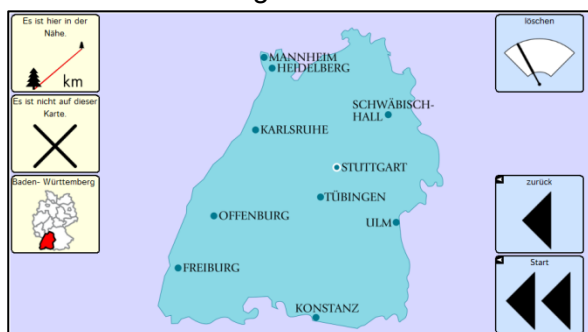 Es ist hier in der
Nähe.
km
Es ist nicht auf dieser
Karte.
Baden- Württemberg
MANNHEIM
HEIDELBERG
SCHWÄBISCH-
HALL
KARLSRUHE
STUTTGART
TÜBINGEN
OFFENBURG
ULM
FREIBURG
KONSTANZ
löschen
zurück
Start